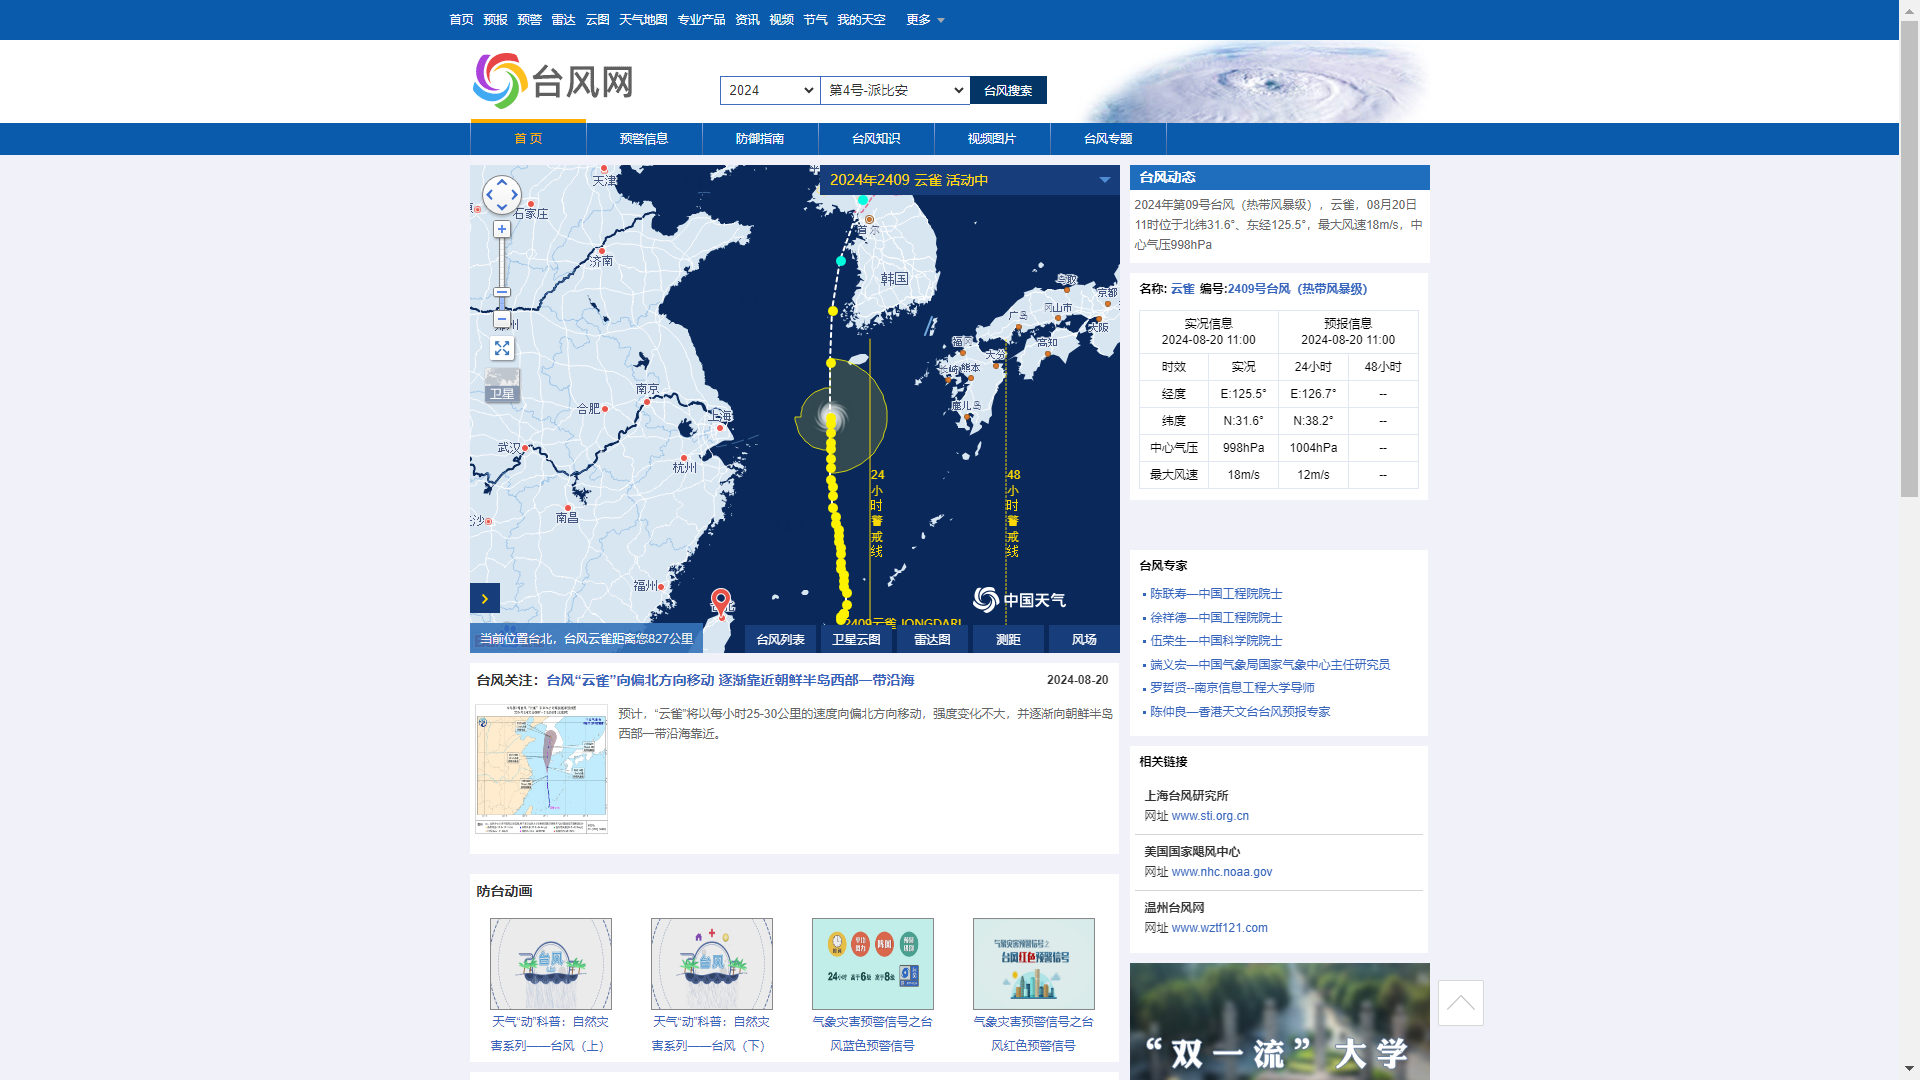 首页 预报 预警 雷达 云图 天气地图 专业产品 资讯 视频 节气 我的天空 更多
台风网
2024
第4号-派比安
台风搜索
首 页
预警信息
防御指南
台风知识
视频图片
台风专题
2024年2409 云雀 活动中
天津
石家庄
济南
郑州
卫星
南京
合肥
上海
武汉
杭州
南昌
福州
首尔
韩国
鸟取
京都
冈山市
广岛
大阪
高知
福冈
大分
长崎
熊本
鹿儿岛
24小时警戒线
48小时警戒线
中国天气
2409云雀 JONGDARI
当前位置台北，台风云雀距离您827公里
台风列表
卫星云图
雷达图
测距
风场
台风动态
2024年第09号台风（热带风暴级），云雀，08月20日
11时位于北纬31.6°、东经125.5°，最大风速18m/s，中
心气压998hPa
名称: 云雀 编号:2409号台风（热带风暴级）
实况信息 预报信息
2024-08-20 11:00 2024-08-20 11:00
时效 实况 24小时 48小时
经度 E:125.5° E:126.7° --
纬度 N:31.6° N:38.2° --
中心气压 998hPa 1004hPa --
最大风速 18m/s 12m/s --
台风专家
陈联寿—中国工程院院士
徐祥德—中国工程院院士
伍荣生—中国科学院院士
端义宏—中国气象局国家气象中心主任研究员
罗哲贤--南京信息工程大学导师
陈仲良—香港天文台台风预报专家
相关链接
上海台风研究所
网址 www.sti.org.cn
美国国家飓风中心
网址 www.nhc.noaa.gov
温州台风网
网址 www.wztf121.com
“双一流”大学
台风关注：台风“云雀”向偏北方向移动 逐渐靠近朝鲜半岛西部一带沿海 2024-08-20
预计，“云雀”将以每小时25-30公里的速度向偏北方向移动，强度变化不大，并逐渐向朝鲜半岛
西部一带沿海靠近。
防台动画
台风
台风
24小时 高于6级 高于8级
气象灾害预警信号之
台风红色预警信号
天气“动”科普：自然灾
害系列——台风（上）
天气“动”科普：自然灾
害系列——台风（下）
气象灾害预警信号之台
风蓝色预警信号
气象灾害预警信号之台
风红色预警信号